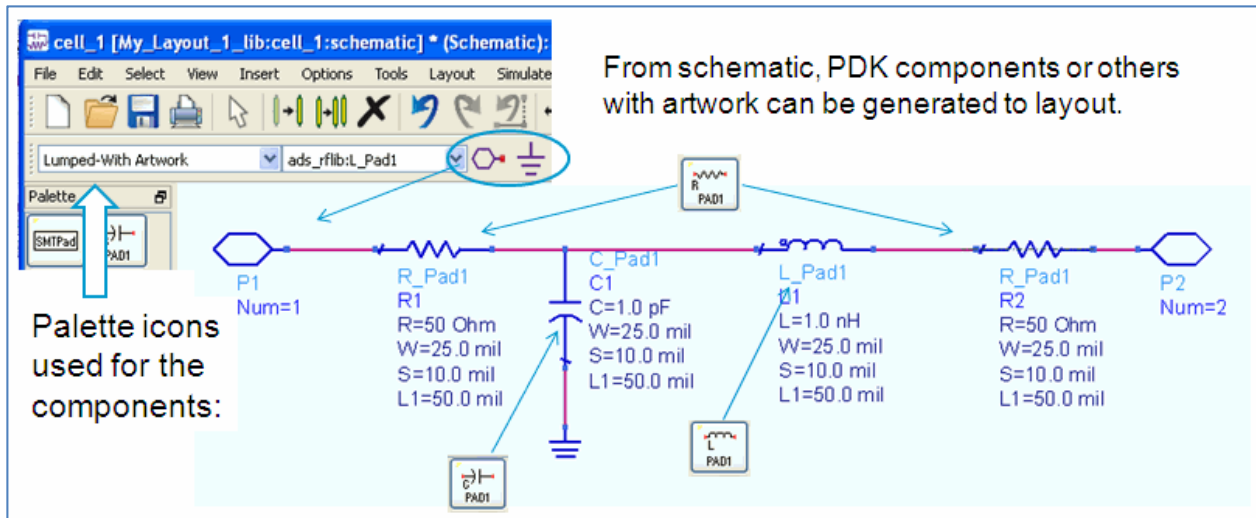 cell_1 [My_Layout_1_lib:cell_1:schematic] * (Schematic):
File Edit Select View Insert Options Tools Layout Simulate
Lumped-With Artwork ads_rflib:L_Pad1
Palette
SMTPad
PAD1
From schematic, PDK components or others
with artwork can be generated to layout.
Palette icons
used for the
components:
R
PAD1
P1
Num=1
R_Pad1
R1
R=50 Ohm
W=25.0 mil
S=10.0 mil
L1=50.0 mil
C_Pad1
C1
C=1.0 pF
W=25.0 mil
S=10.0 mil
L1=50.0 mil
L_Pad1
L1
L=1.0 nH
W=25.0 mil
S=10.0 mil
L1=50.0 mil
R_Pad1
R2
R=50 Ohm
W=25.0 mil
S=10.0 mil
L1=50.0 mil
P2
Num=2
C
PAD1
L
PAD1